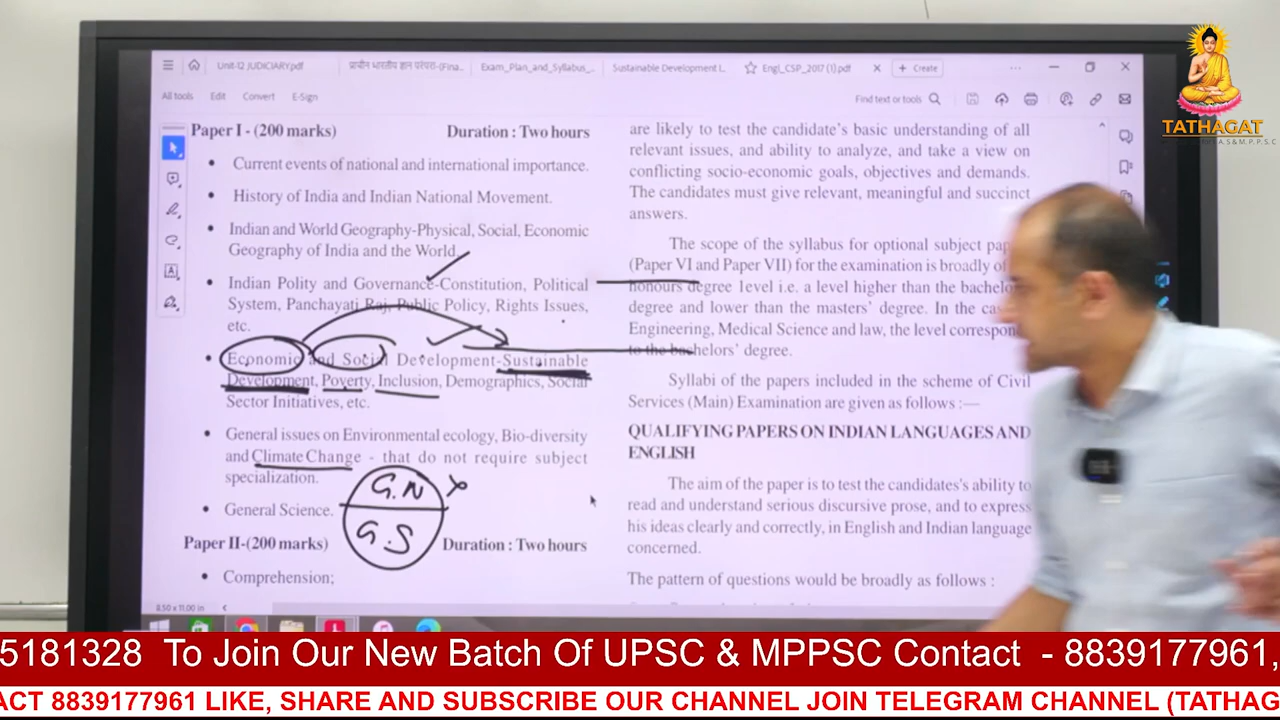 Unit-12 JUDICIARY.pdf
प्राचीन भारतीय ज्ञान परंपरा-(Fina...
Exam_Plan_and_Syllabus_...
Sustainable Development I...
Engl_CSP_2017 (1).pdf
Create
All tools
Edit
Convert
E-Sign
Find text or tools
TATHAGAT
Paper I - (200 marks) Duration : Two hours
• Current events of national and international importance.
• History of India and Indian National Movement.
• Indian and World Geography-Physical, Social, Economic
Geography of India and the World.
• Indian Polity and Governance-Constitution, Political
System, Panchayati Raj, Public Policy, Rights Issues,
etc.
• Economic and Social Development-Sustainable
Development, Poverty, Inclusion, Demographics, Social
Sector Initiatives, etc.
• General issues on Environmental ecology, Bio-diversity
and Climate Change - that do not require subject
specialization.
• General Science.
G.N
G.S
Paper II-(200 marks) Duration : Two hours
• Comprehension;
8.50 x 11.00 in
are likely to test the candidate's basic understanding of all
relevant issues, and ability to analyze, and take a view on
conflicting socio-economic goals, objectives and demands.
The candidates must give relevant, meaningful and succinct
answers.
The scope of the syllabus for optional subject
(Paper VI and Paper VII) for the examination is broadly of
honours degree level i.e. a level higher than the
degree and lower than the masters' degree. In the
Engineering, Medical Science and law, the level
to the bachelors' degree.
Syllabi of the papers included in the scheme of Civil
Services (Main) Examination are given as follows :—
QUALIFYING PAPERS ON INDIAN LANGUAGES AND
ENGLISH
The aim of the paper is to test the candidates's ability to
read and understand serious discursive prose, and to express
his ideas clearly and correctly, in English and Indian language
concerned.
The pattern of questions would be broadly as follows :
5181328 To Join Our New Batch Of UPSC & MPPSC Contact - 8839177961,
ACT 8839177961 LIKE, SHARE AND SUBSCRIBE OUR CHANNEL JOIN TELEGRAM CHANNEL (TATHAG